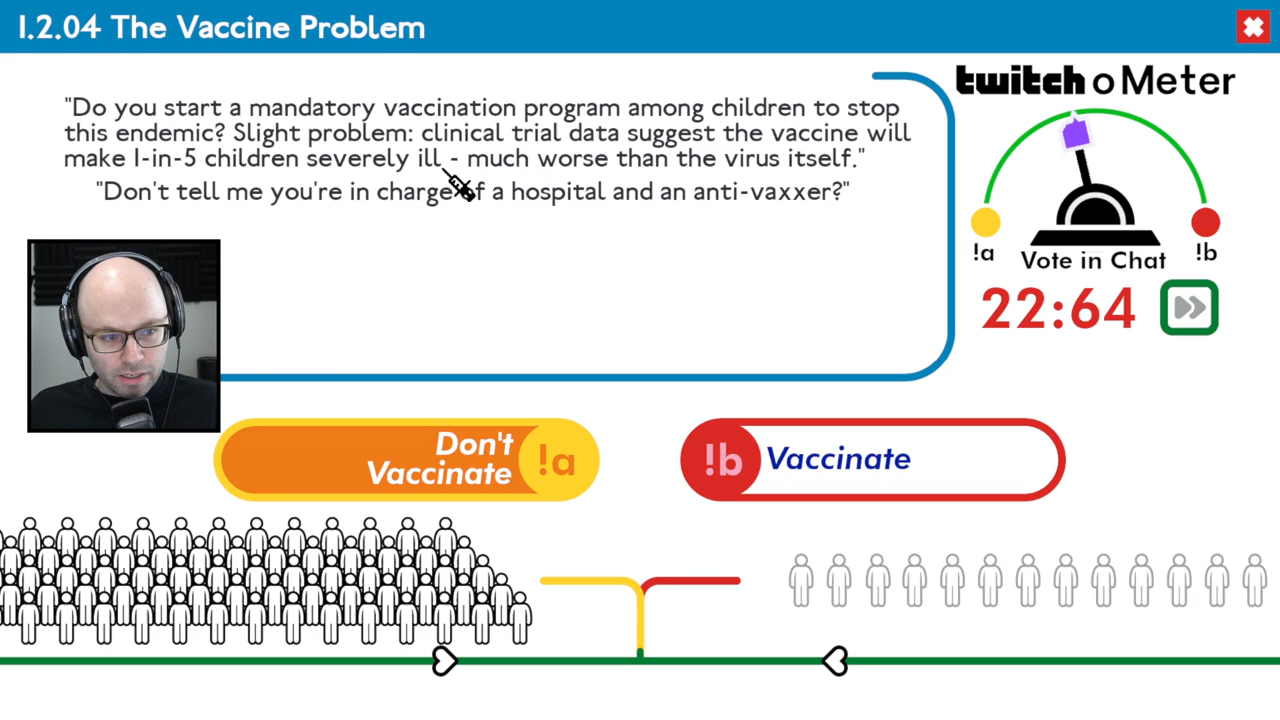 1.2.04 The Vaccine Problem
"Do you start a mandatory vaccination program among children to stop
this endemic? Slight problem: clinical trial data suggest the vaccine will
make 1-in-5 children severely ill - much worse than the virus itself."
"Don't tell me you're in charge of a hospital and an anti-vaxxer?"
twitch o Meter
!a Vote in Chat !b
22:64
Don't
Vaccinate !a
!b Vaccinate